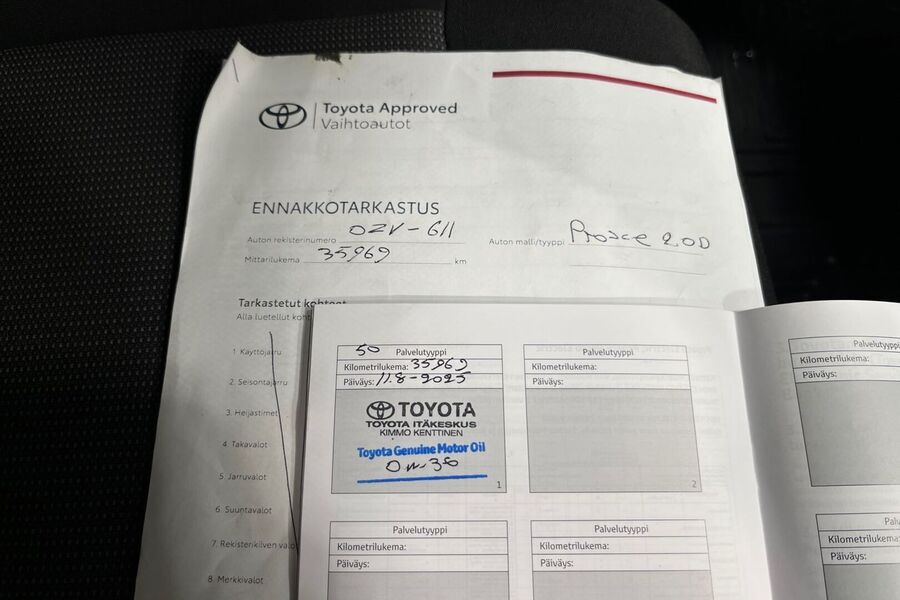 Toyota Approved
Vaihtoautot
ENNAKKOTARKASTUS
Auton rekisterinumero OZV-611
Auton malli/tyyppi Proace 2.0D
Mittarilukema 35969 km
Tarkastetut kohteet
Alla luetellut
1 Käyttöjarru
2. Seisontajarru
3. Heijastimet
4. Takavalot
5. Jarruvalot
6. Suuntavalot
7. Rekisterikilven
8. Merkkivalot
50 Palvelutyyppi
Kilometrilukema: 35969
Päiväys: 11.8-2025
TOYOTA
TOYOTA ITÄKESKUS
KIMMO KENTTINEN
Toyota Genuine Motor Oil
0w-30
1
Palvelutyyppi
Kilometrilukema:
Päiväys:
2
Palvelutyyppi
Kilometrilukema:
Päiväys:
Palvelutyyppi
Kilometrilukema:
Päiväys:
Palvelutyyppi
Kilometrilukema:
Päiväys:
Kilometrilukema:
Päiväys: